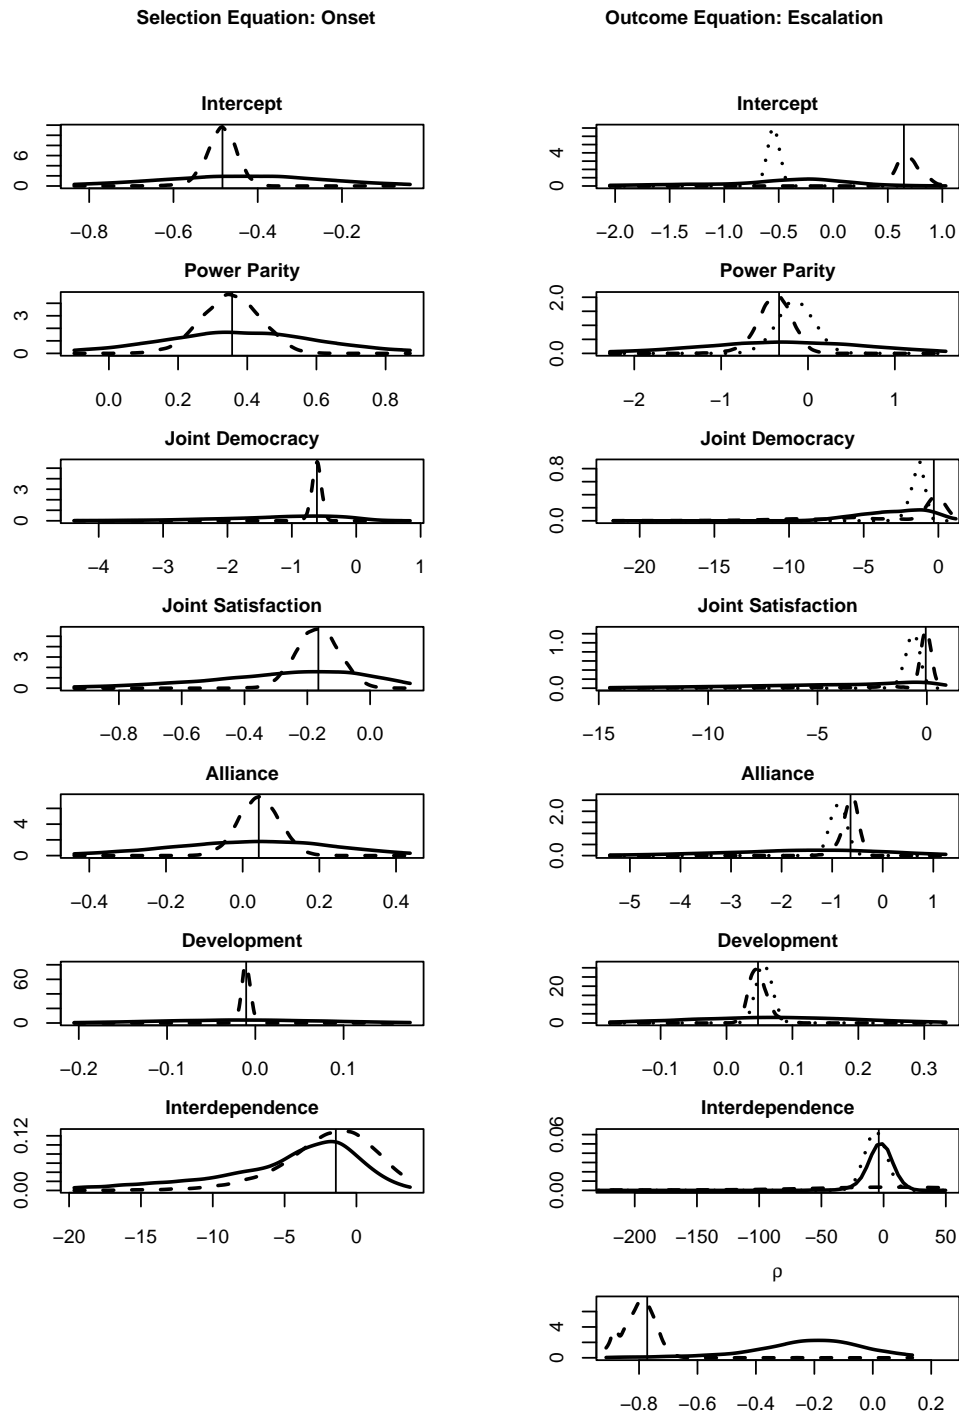 Selection Equation: Onset
Outcome Equation: Escalation
Intercept
0 6
−0.8 −0.6 −0.4 −0.2
Intercept
0 4
−2.0 −1.5 −1.0 −0.5 0.0 0.5 1.0
Power Parity
0 3
0.0 0.2 0.4 0.6 0.8
Power Parity
0.0 2.0
−2 −1 0 1
Joint Democracy
0 3
−4 −3 −2 −1 0 1
Joint Democracy
0.0 0.8
−20 −15 −10 −5 0
Joint Satisfaction
0 3
−0.8 −0.6 −0.4 −0.2 0.0
Joint Satisfaction
0.0 1.0
−15 −10 −5 0
Alliance
0 4
−0.4 −0.2 0.0 0.2 0.4
Alliance
0.0 2.0
−5 −4 −3 −2 −1 0 1
Development
0 60
−0.2 −0.1 0.0 0.1
Development
0 20
−0.1 0.0 0.1 0.2 0.3
Interdependence
0.00 0.12
−20 −15 −10 −5 0
Interdependence
0.00 0.06
−200 −150 −100 −50 0 50
ρ
0 4
−0.8 −0.6 −0.4 −0.2 0.0 0.2